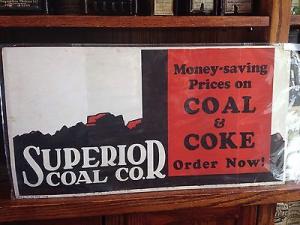 Money-saving
Prices on
COAL
&
COKE
Order Now!
SUPERIOR
COAL CO.